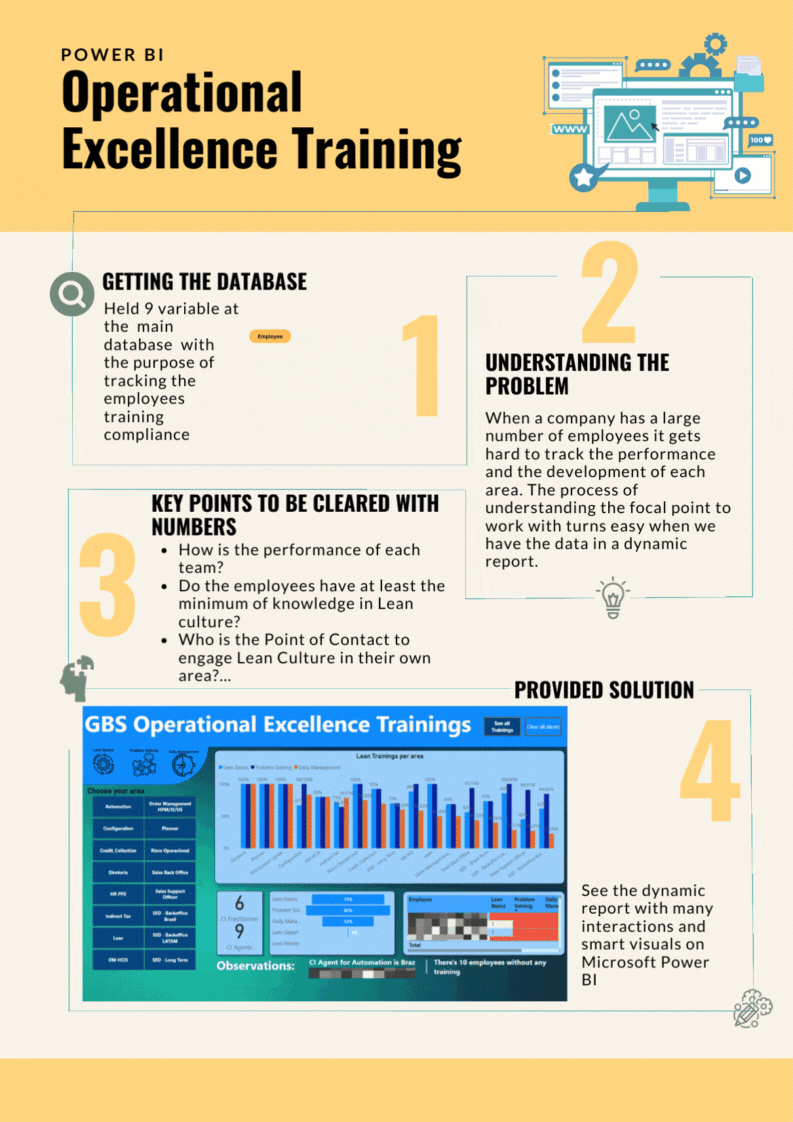 POWER BI
Operational
Excellence Training
WWW
100
GETTING THE DATABASE
Held 9 variable at
the main
database with
the purpose of
tracking the
employees
training
compliance
Employee
1
2
UNDERSTANDING THE
PROBLEM
When a company has a large
number of employees it gets
hard to track the performance
and the development of each
area. The process of
understanding the focal point to
work with turns easy when we
have the data in a dynamic
report.
3
KEY POINTS TO BE CLEARED WITH
NUMBERS
• How is the performance of each
team?
• Do the employees have at least the
minimum of knowledge in Lean
culture?
• Who is the Point of Contact to
engage Lean Culture in their own
area?...
PROVIDED SOLUTION
4
GBS Operational Excellence Trainings
See all
Trainings
Clear all filters
Lean Basics
Problem Solving
Daily Management
Choose your area
Automation
Order Management
HPM/IS/US
Configuration
Planner
Credit_Collection
Risco Operacional
Diretoria
Sales Back Office
HR PPS
Sales Support
Officer
Indirect Tax
SSD - Backoffice
Brasil
Lean
SSD - Backoffice
LATAM
OM HCIS
SSD - Long Term
Lean Trainings per area
Lean Basics
Problem Solving
Daily Management
100%
50%
0%
6
CI Practitioner
9
CI Agents
Lean Basics
Problem Sol...
Daily Mana...
Lean Expert
Lean Master
Employee
Lean
Basics
Problem
Solving
Daily
Mana
Total
Observations:
CI Agent for Automation is Braz
There's 10 employees without any
training
See the dynamic
report with many
interactions and
smart visuals on
Microsoft Power
BI